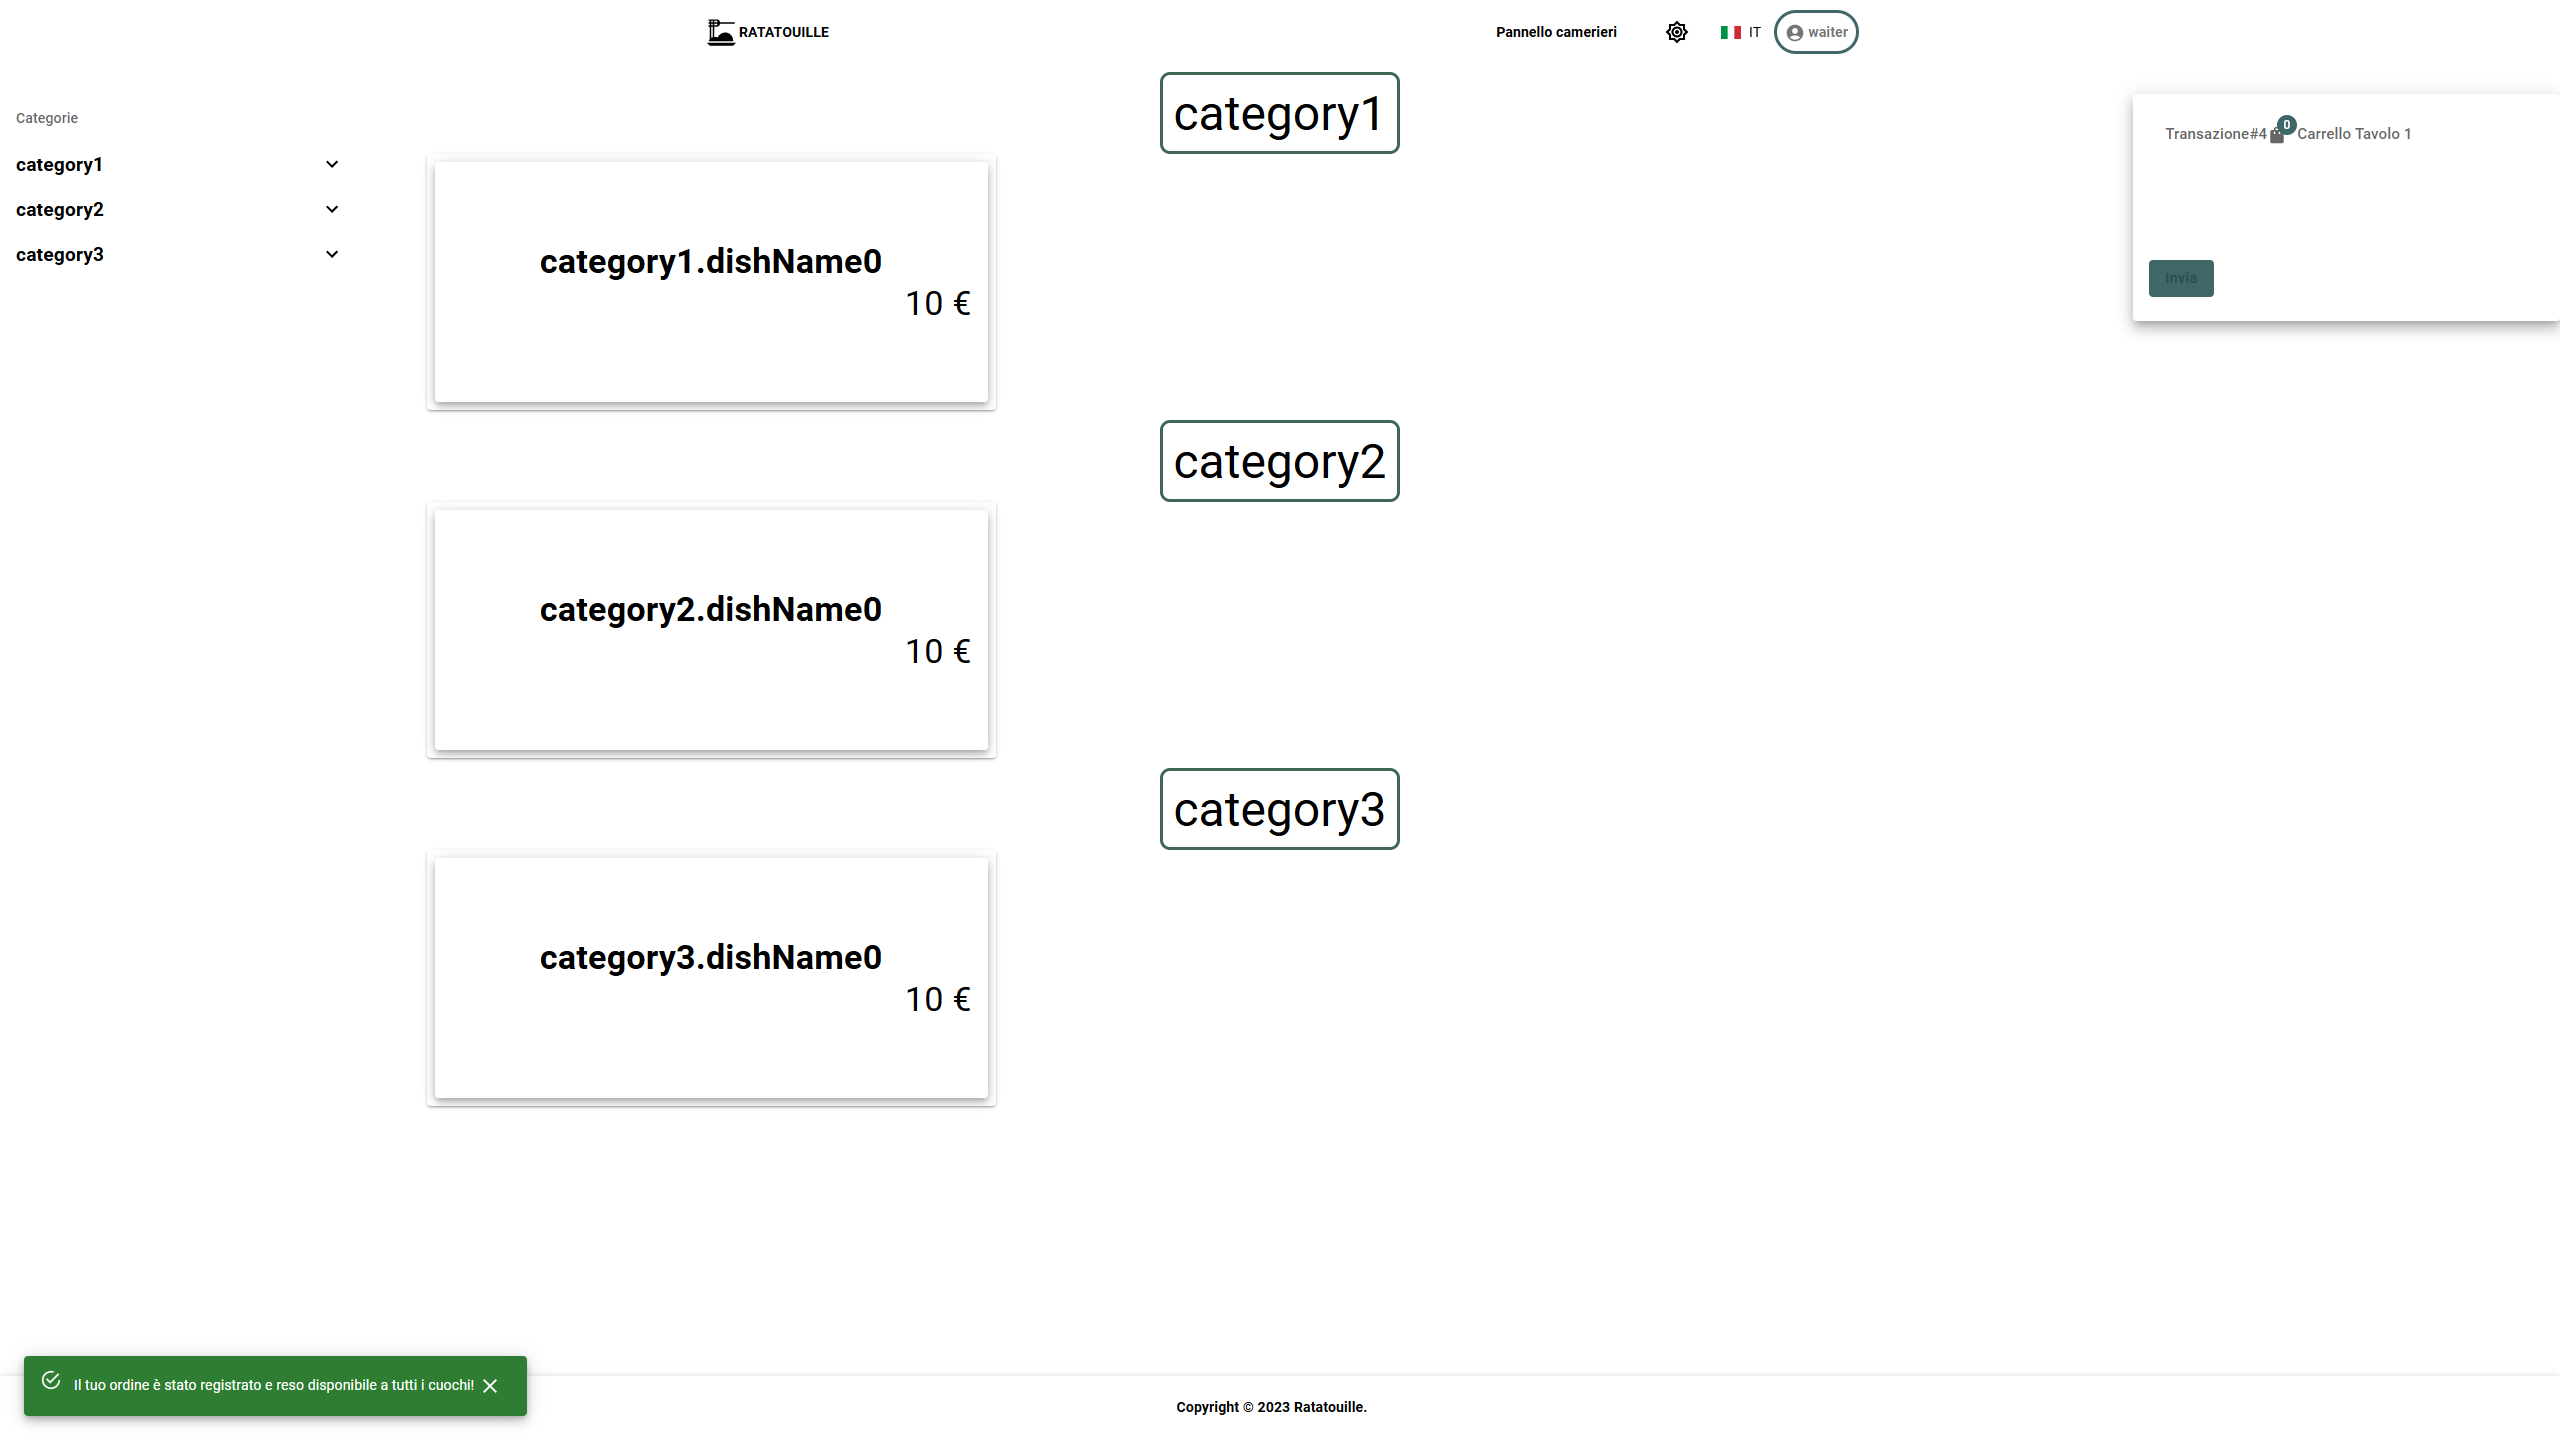 RATATOUILLE
Pannello camerieri
IT
waiter
Categorie
category1
category2
category3
category1
category1.dishName0
10 €
category2
category2.dishName0
10 €
category3
category3.dishName0
10 €
Transazione#4 0 Carrello Tavolo 1
Invia
Il tuo ordine è stato registrato e reso disponibile a tutti i cuochi!
Copyright © 2023 Ratatouille.